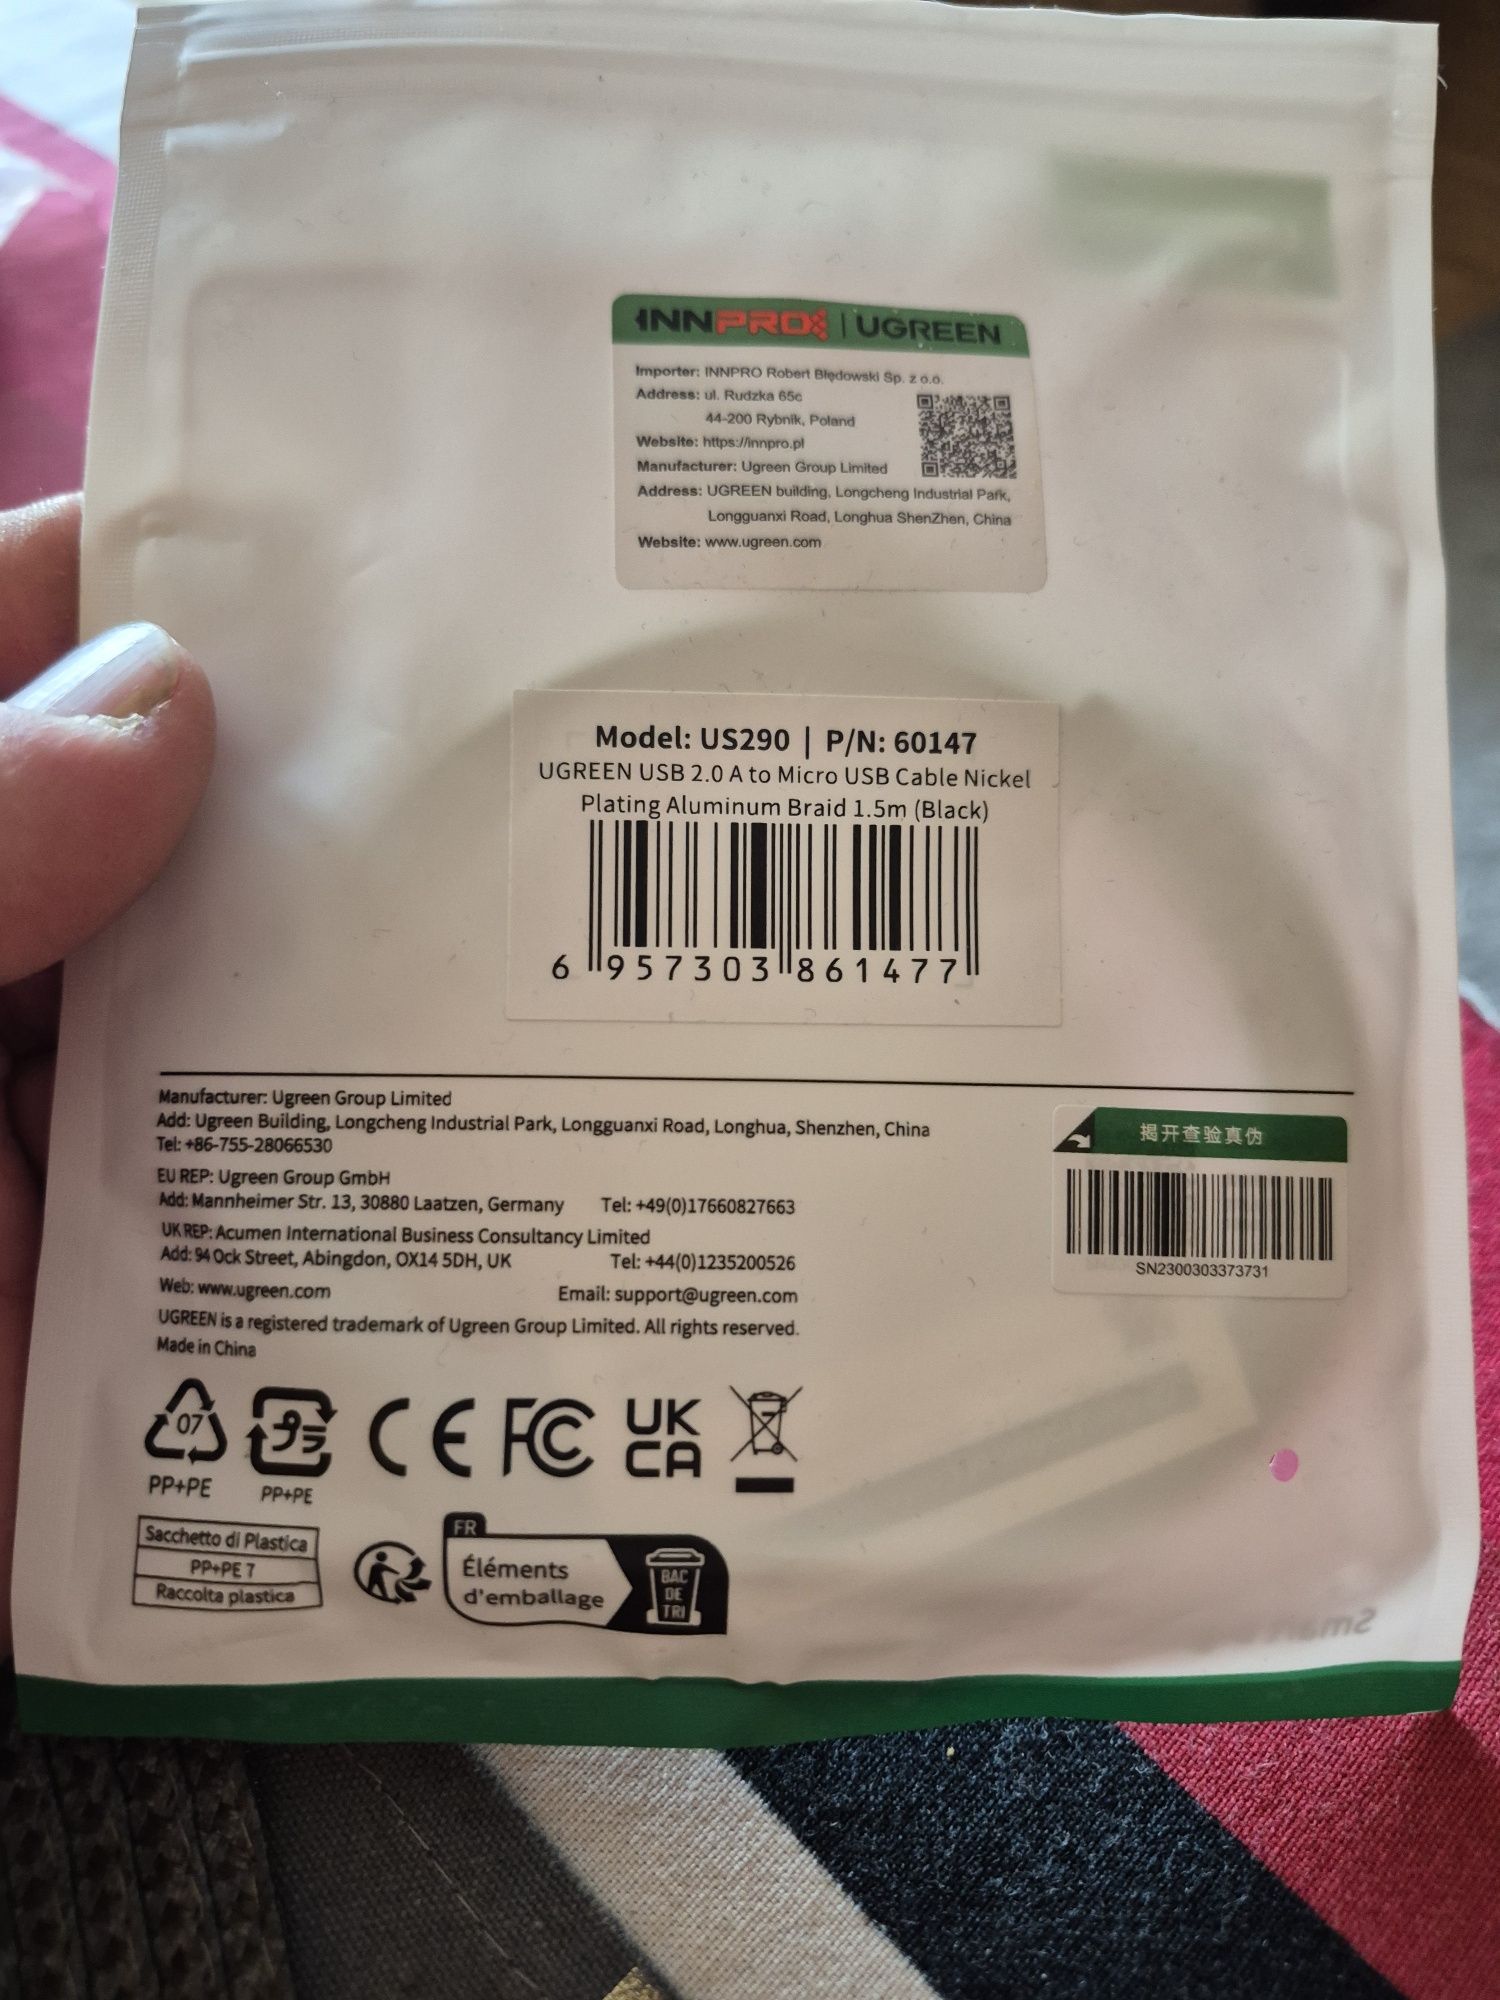 INNPRO | UGREEN
Importer: INNPRO Robert Błędowski Sp. z o.o.
Address: ul. Rudzka 65c
44-200 Rybnik, Poland
Website: https://innpro.pl
Manufacturer: Ugreen Group Limited
Address: UGREEN building, Longcheng Industrial Park,
Longguanxi Road, Longhua ShenZhen, China
Website: www.ugreen.com
Model: US290 | P/N: 60147
UGREEN USB 2.0 A to Micro USB Cable Nickel
Plating Aluminum Braid 1.5m (Black)
6 957303 861477
Manufacturer: Ugreen Group Limited
Add: Ugreen Building, Longcheng Industrial Park, Longguanxi Road, Longhua, Shenzhen, China
Tel: +86-755-28066530
EU REP: Ugreen Group GmbH
Add: Mannheimer Str. 13, 30880 Laatzen, Germany Tel: +49(0)17660827663
UK REP: Acumen International Business Consultancy Limited
Add: 94 Ock Street, Abingdon, OX14 5DH, UK Tel: +44(0)1235200526
Web: www.ugreen.com Email: support@ugreen.com
UGREEN is a registered trademark of Ugreen Group Limited. All rights reserved.
Made in China
揭开查验真伪
SN2300303373731
07
PP+PE
プラ
PP+PE
CE
FC
UK
CA
Sacchetto di Plastica
PP+PE 7
Raccolta plastica
FR
Éléments
d'emballage
BAC
DE
TRI